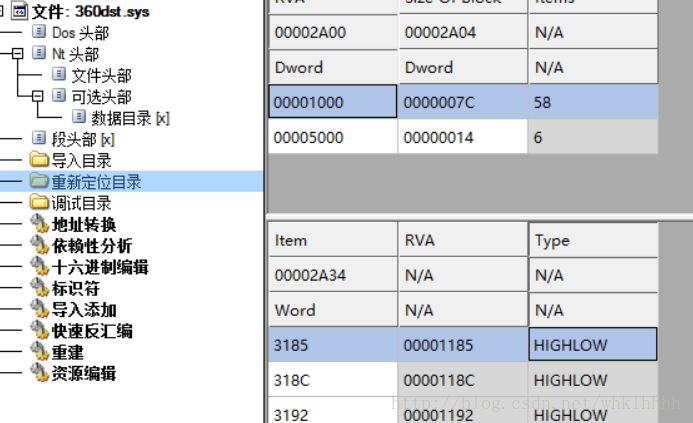 文件: 360dst.sys
Dos 头部
Nt 头部
文件头部
可选头部
数据目录 [x]
段头部 [x]
导入目录
重新定位目录
调试目录
地址转换
依赖性分析
十六进制编辑
标识符
导入添加
快速反汇编
重建
资源编辑
RVA Size Of Block Items
00002A00 00002A04 N/A
Dword Dword N/A
00001000 0000007C 58
00005000 00000014 6
Item RVA Type
00002A34 N/A N/A
Word N/A N/A
3185 00001185 HIGHLOW
318C 0000118C HIGHLOW
3192 00001192 HIGHLOW